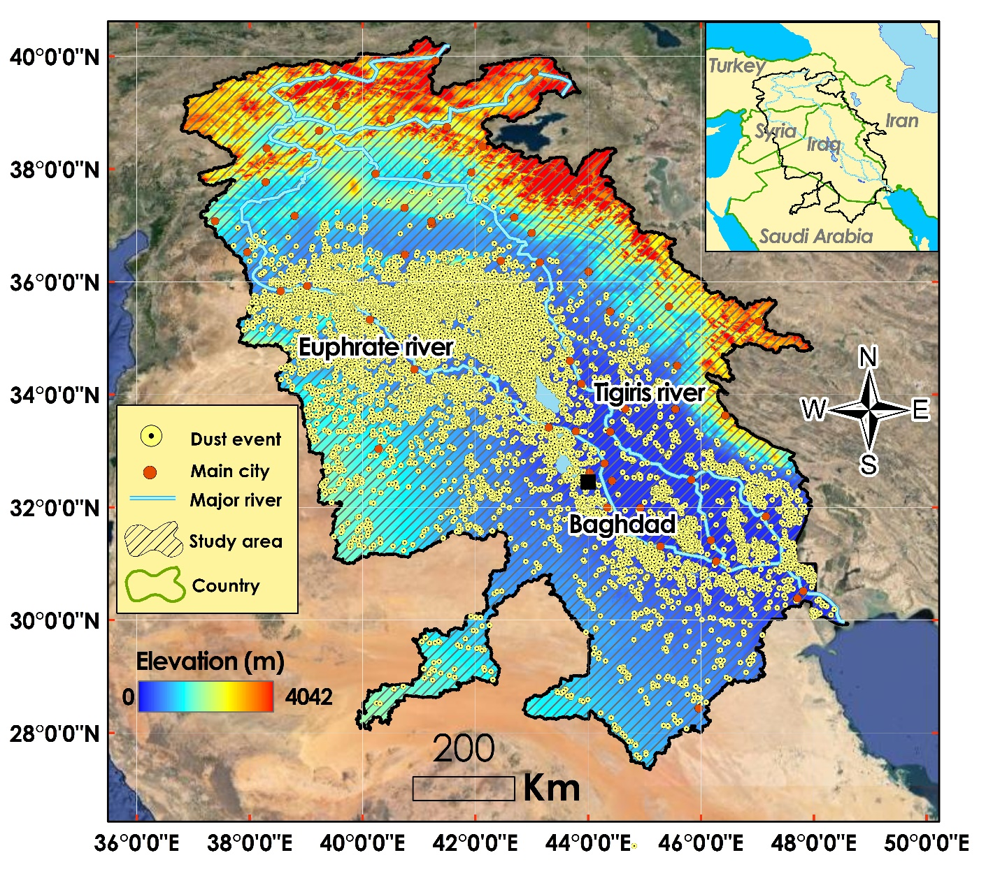 40°0'0"N
38°0'0"N
36°0'0"N
34°0'0"N
32°0'0"N
30°0'0"N
28°0'0"N
Turkey
Iran
Syria
Iraq
Saudi Arabia
Euphrate river
Tigiris river
Baghdad
N
W
E
S
Dust event
Main city
Major river
Study area
Country
Elevation (m)
0
4042
200
Km
36°0'0"E
38°0'0"E
40°0'0"E
42°0'0"E
44°0'0"E
46°0'0"E
48°0'0"E
50°0'0"E